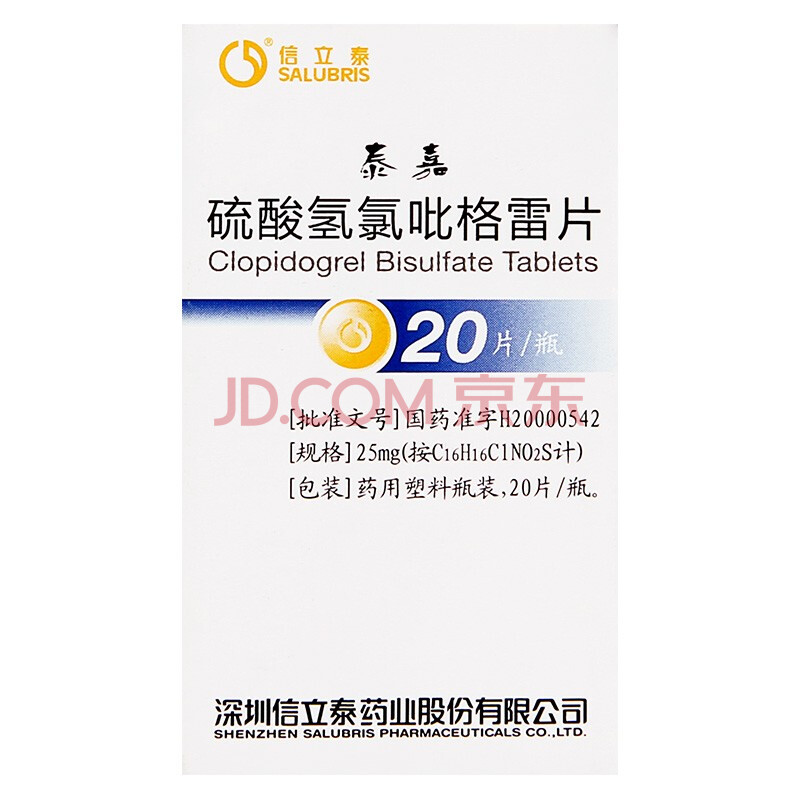 ® 信立泰
SALUBRIS
泰嘉
硫酸氢氯吡格雷片
Clopidogrel Bisulfate Tablets
20片/瓶
JD.COM 京东
[批准文号]国药准字H20000542
[规格]25mg(按C16H16ClNO2S计)
[包装]药用塑料瓶装,20片/瓶。
深圳信立泰药业股份有限公司
SHENZHEN SALUBRIS PHARMACEUTICALS CO.,LTD.